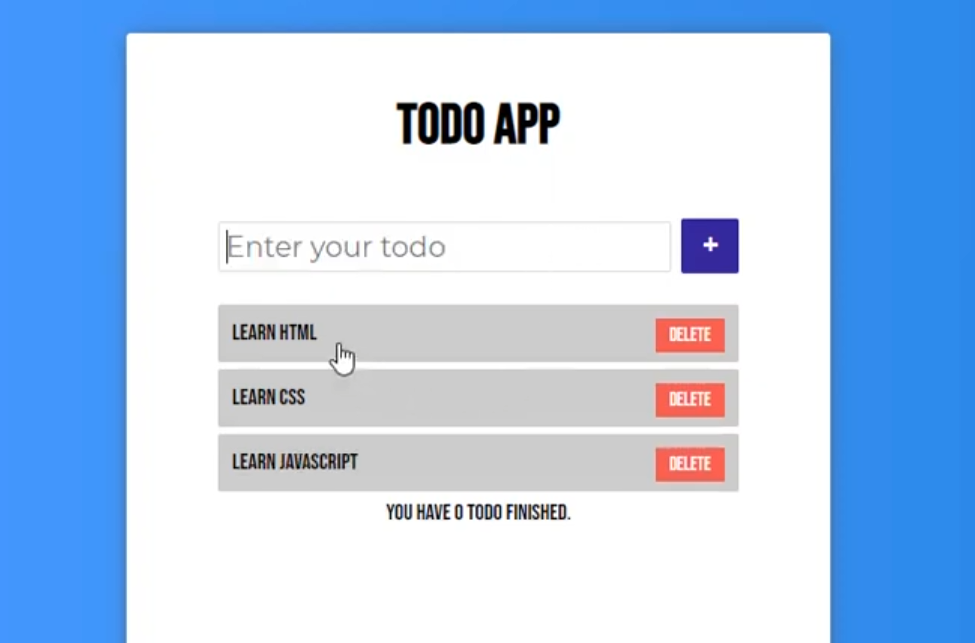 TODO APP
Enter your todo +
LEARN HTML DELETE
LEARN CSS DELETE
LEARN JAVASCRIPT DELETE
YOU HAVE 0 TODO FINISHED.